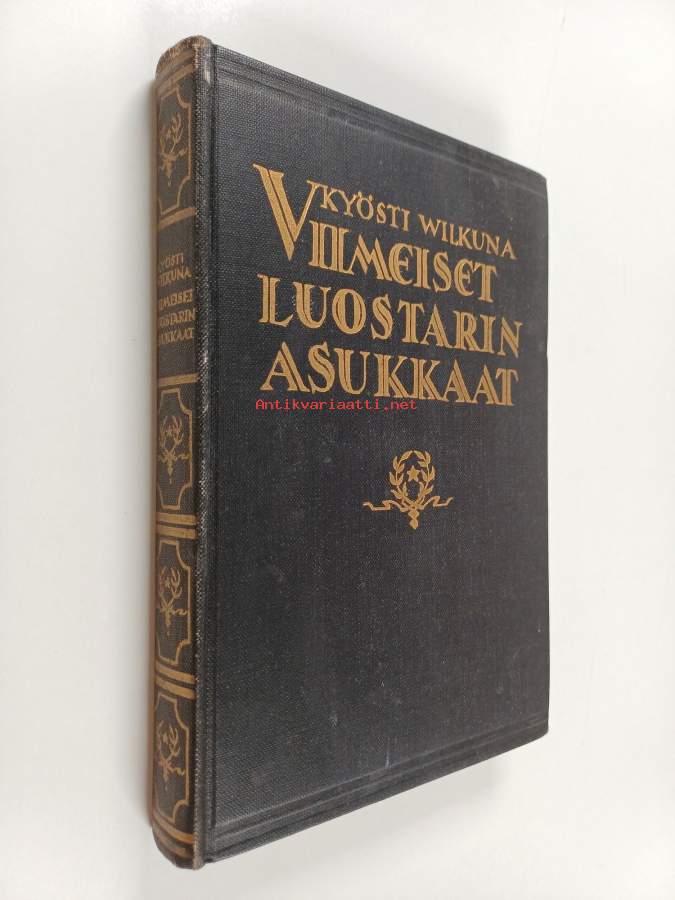 KYÖSTI WILKUNA
VIIMEISET
LUOSTARIN
ASUKKAAT
Antikvariaatti.net
KYÖSTI
WILKUNA
VIIMEISET
LUOSTARIN
ASUKKAAT